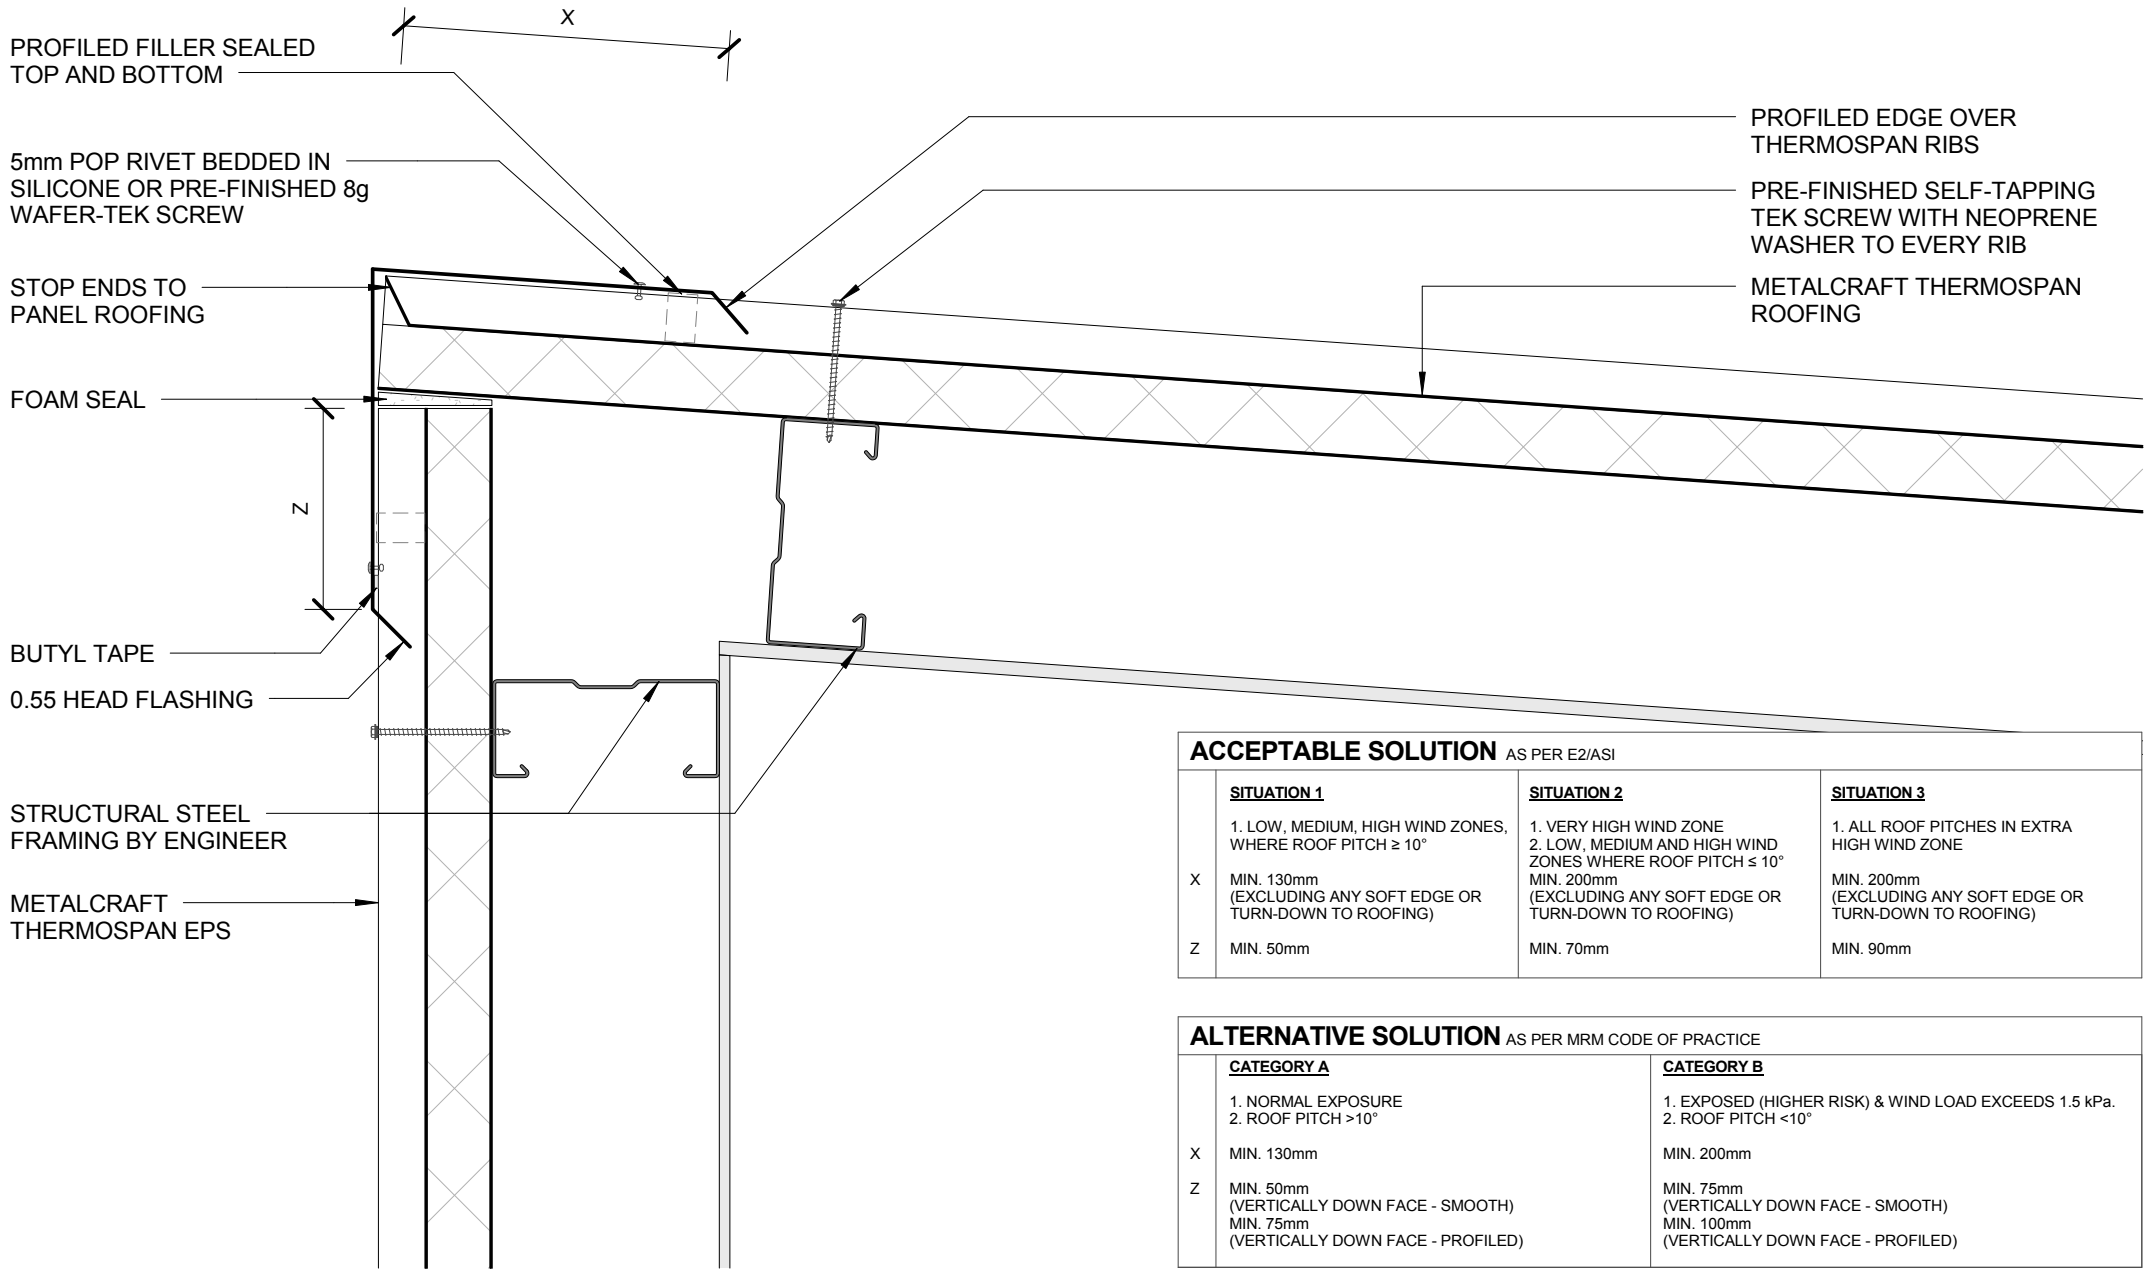 X
PROFILED FILLER SEALED
TOP AND BOTTOM
5mm POP RIVET BEDDED IN
SILICONE OR PRE-FINISHED 8g
WAFER-TEK SCREW
STOP ENDS TO
PANEL ROOFING
FOAM SEAL
Z
BUTYL TAPE
0.55 HEAD FLASHING
STRUCTURAL STEEL
FRAMING BY ENGINEER
METALCRAFT
THERMOSPAN EPS
PROFILED EDGE OVER
THERMOSPAN RIBS
PRE-FINISHED SELF-TAPPING
TEK SCREW WITH NEOPRENE
WASHER TO EVERY RIB
METALCRAFT THERMOSPAN
ROOFING
ACCEPTABLE SOLUTION AS PER E2/ASI
SITUATION 1
1. LOW, MEDIUM, HIGH WIND ZONES,
WHERE ROOF PITCH ≥ 10°
X
MIN. 130mm
(EXCLUDING ANY SOFT EDGE OR
TURN-DOWN TO ROOFING)
Z
MIN. 50mm
SITUATION 2
1. VERY HIGH WIND ZONE
2. LOW, MEDIUM AND HIGH WIND
ZONES WHERE ROOF PITCH ≤ 10°
MIN. 200mm
(EXCLUDING ANY SOFT EDGE OR
TURN-DOWN TO ROOFING)
MIN. 70mm
SITUATION 3
1. ALL ROOF PITCHES IN EXTRA
HIGH WIND ZONE
MIN. 200mm
(EXCLUDING ANY SOFT EDGE OR
TURN-DOWN TO ROOFING)
MIN. 90mm
ALTERNATIVE SOLUTION AS PER MRM CODE OF PRACTICE
CATEGORY A
1. NORMAL EXPOSURE
2. ROOF PITCH >10°
X
MIN. 130mm
Z
MIN. 50mm
(VERTICALLY DOWN FACE - SMOOTH)
MIN. 75mm
(VERTICALLY DOWN FACE - PROFILED)
CATEGORY B
1. EXPOSED (HIGHER RISK) & WIND LOAD EXCEEDS 1.5 kPa.
2. ROOF PITCH <10°
MIN. 200mm
MIN. 75mm
(VERTICALLY DOWN FACE - SMOOTH)
MIN. 100mm
(VERTICALLY DOWN FACE - PROFILED)